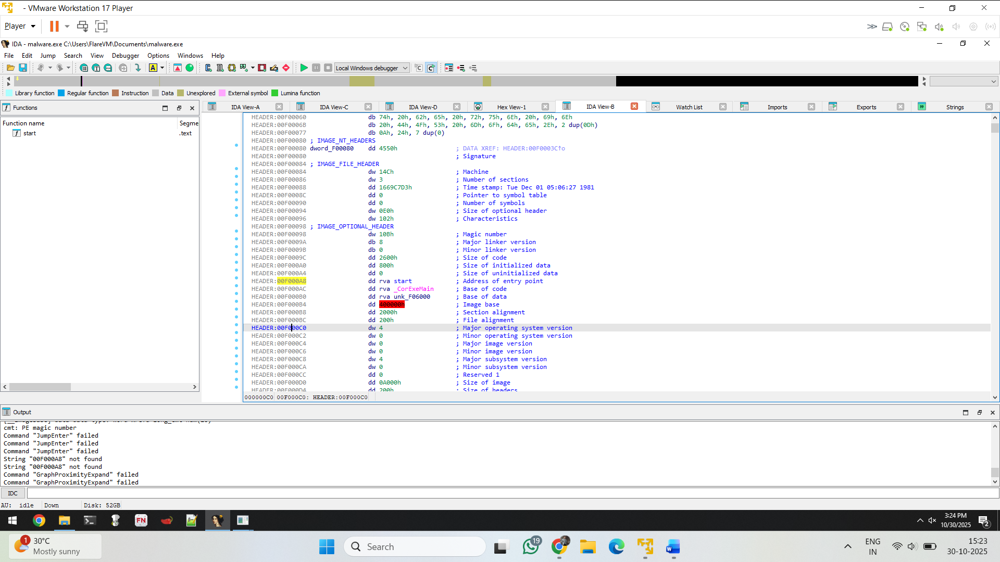 - VMware Workstation 17 Player
Player
IDA - malware.exe C:\Users\FlareVM\Documents\malware.exe
File Edit Jump Search View Debugger Options Windows Help
Local Windows debugger
Library function Regular function Instruction Data Unexplored External symbol Lumina function
Functions
IDA View-A IDA View-C IDA View-D Hex View-1 IDA View-B Watch List Imports Exports Strings
Function name Segme
start .text
HEADER:00F00060 db 74h, 20h, 62h, 65h, 20h, 72h, 75h, 6Eh, 20h, 69h, 6Eh
HEADER:00F0006B db 20h, 44h, 4Fh, 53h, 20h, 6Dh, 6Fh, 64h, 65h, 2Eh, 2 dup(0Dh)
HEADER:00F00077 db 0Ah, 24h, 7 dup(0)
HEADER:00F00080 ; IMAGE_NT_HEADERS
HEADER:00F00080 dword_F00080 dd 4550h ; DATA XREF: HEADER:00F0003C↑o
HEADER:00F00080 ; Signature
HEADER:00F00084 ; IMAGE_FILE_HEADER
HEADER:00F00084 dw 14Ch ; Machine
HEADER:00F00086 dw 3 ; Number of sections
HEADER:00F00088 dd 1669C7D3h ; Time stamp: Tue Dec 01 05:06:27 1981
HEADER:00F0008C dd 0 ; Pointer to symbol table
HEADER:00F00090 dd 0 ; Number of symbols
HEADER:00F00094 dw 0E0h ; Size of optional header
HEADER:00F00096 dw 102h ; Characteristics
HEADER:00F00098 ; IMAGE_OPTIONAL_HEADER
HEADER:00F00098 dw 10Bh ; Magic number
HEADER:00F0009A db 8 ; Major linker version
HEADER:00F0009B db 0 ; Minor linker version
HEADER:00F0009C dd 2600h ; Size of code
HEADER:00F000A0 dd 800h ; Size of initialized data
HEADER:00F000A4 dd 0 ; Size of uninitialized data
HEADER:00F000A8 dd rva start ; Address of entry point
HEADER:00F000AC dd rva _CorExeMain ; Base of code
HEADER:00F000B0 dd rva unk_F06000 ; Base of data
HEADER:00F000B4 dd 400000h ; Image base
HEADER:00F000B8 dd 2000h ; Section alignment
HEADER:00F000BC dd 200h ; File alignment
HEADER:00F000C0 dw 4 ; Major operating system version
HEADER:00F000C2 dw 0 ; Minor operating system version
HEADER:00F000C4 dw 0 ; Major image version
HEADER:00F000C6 dw 0 ; Minor image version
HEADER:00F000C8 dw 4 ; Major subsystem version
HEADER:00F000CA dw 0 ; Minor subsystem version
HEADER:00F000CC dd 0 ; Reserved 1
HEADER:00F000D0 dd 0A000h ; Size of image
HEADER:00F000D4 dd 200h ; Size of headers
000000C0 00F000C0: HEADER:00F000C0
Output
cmt: PE magic number
Command "JumpEnter" failed
Command "JumpEnter" failed
Command "JumpEnter" failed
String "00F000A8" not found
String "00F000A8" not found
Command "GraphProximityExpand" failed
Command "GraphProximityExpand" failed
IDC
AU: idle Down Disk: 52GB
FN
3:24 PM
10/30/2025
2
1
30°C
Mostly sunny
Search
19
ENG
IN
15:23
30-10-2025